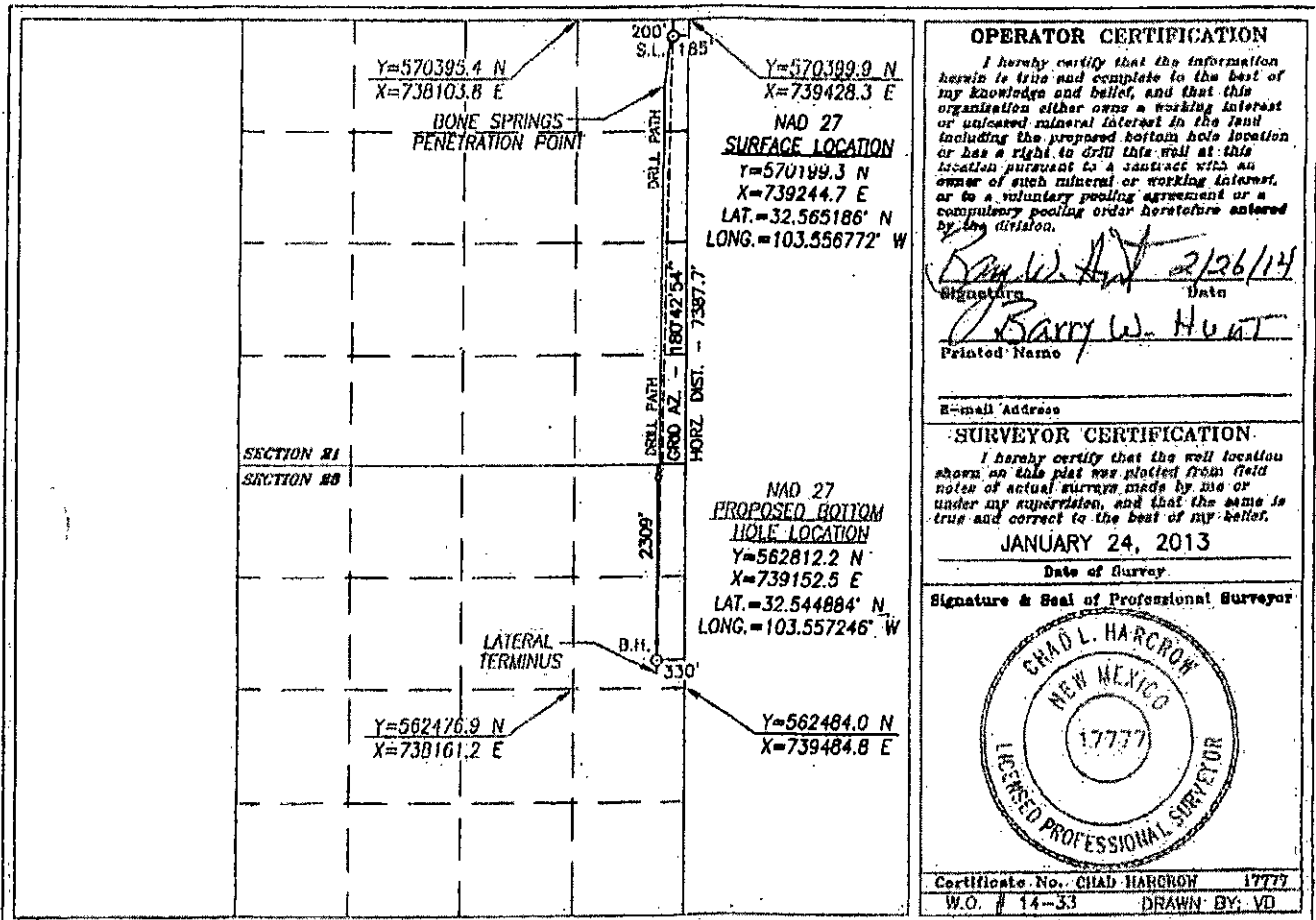 200'
S.L.
185'
Y=570395.4 N
X=738103.8 E
BONE SPRINGS
PENETRATION POINT
Y=570399.9 N
X=739428.3 E
NAD 27
SURFACE LOCATION
Y=570199.3 N
X=739244.7 E
LAT.=32.565186° N
LONG.=103.556772° W
DRILL PATH
DRILL PATH
GRID AZ. - 180°42'54"
HORZ. DIST. - 7387.7'
SECTION 21
SECTION 28
2309'
NAD 27
PROPOSED BOTTOM
HOLE LOCATION
Y=562812.2 N
X=739152.5 E
LAT.=32.544884° N
LONG.=103.557246° W
LATERAL
TERMINUS
B.H.
330'
Y=562476.9 N
X=738161.2 E
Y=562484.0 N
X=739484.8 E
OPERATOR CERTIFICATION
I hereby certify that the information
herein is true and complete to the best of
my knowledge and belief, and that this
organization either owns a working interest
or unleased mineral interest in the land
including the proposed bottom hole location
or has a right to drill this well at this
location pursuant to a contract with an
owner of such mineral or working interest,
or to a voluntary pooling agreement or a
compulsory pooling order heretofore entered
by the division.
2/26/14
Signature Date
Barry W. Hunt
Printed Name
E-mail Address
SURVEYOR CERTIFICATION
I hereby certify that the well location
shown on this plat was plotted from field
notes of actual surveys made by me or
under my supervision, and that the same is
true and correct to the best of my belief.
JANUARY 24, 2013
Date of Survey
Signature & Seal of Professional Surveyor
CHAD L. HARCROW
NEW MEXICO
17777
LICENSED PROFESSIONAL SURVEYOR
Certificate No. CHAD HARCROW 17777
W.O. # 14-33 DRAWN BY: VD